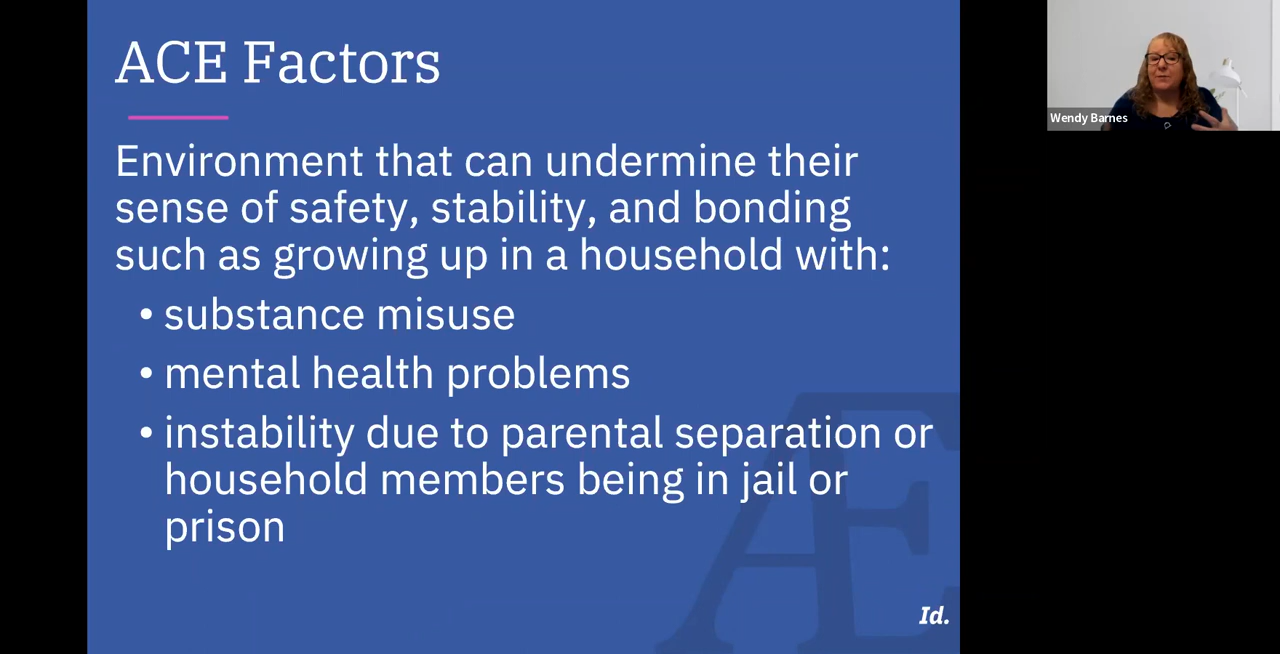 ACE Factors
Environment that can undermine their
sense of safety, stability, and bonding
such as growing up in a household with:
• substance misuse
• mental health problems
• instability due to parental separation or
household members being in jail or
prison
Æ
Id.
Wendy Barnes